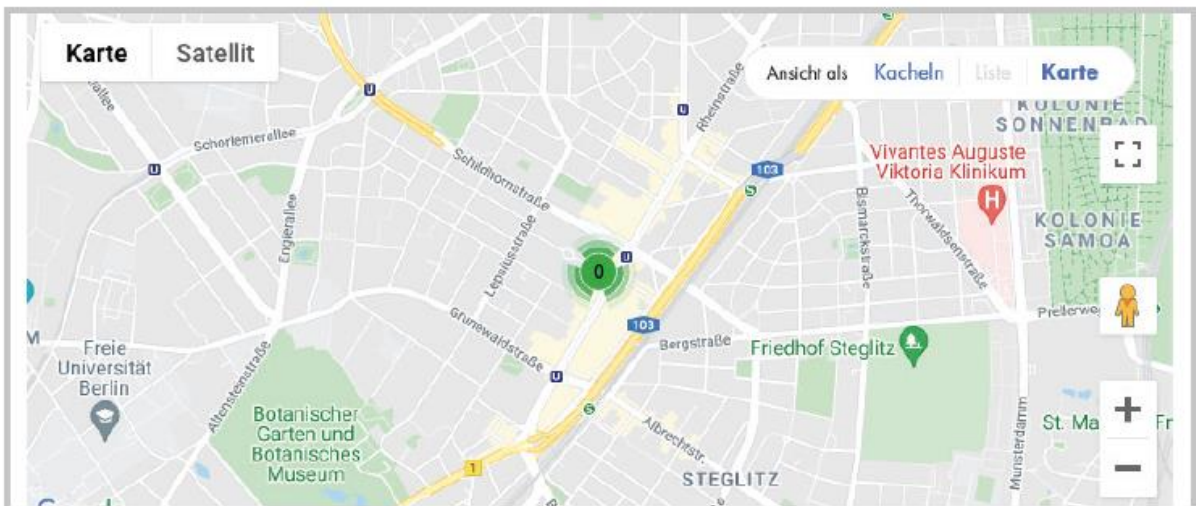 Karte
Satellit
Ansicht als
Kacheln
Liste
Karte
KOLONIE
SONNENBAD
Rheinstraße
U
U
Schorlemerallee
U
103
S
Vivantes Auguste
Viktoria Klinikum
H
Schildhornstraße
Bismarckstraße
Thorwaldsenstraße
KOLONIE
SAMOA
Englerallee
Lepsiusstraße
U
0
103
Prellerweg
M
Grunewaldstraße
Bergstraße
Friedhof Steglitz
Freie
Universität
Berlin
Altensteinstraße
U
S
Botanischer
Garten und
Botanisches
Museum
Albrechtstr.
+
St. Ma
Fr
1
STEGLITZ
Munsterdamm
−